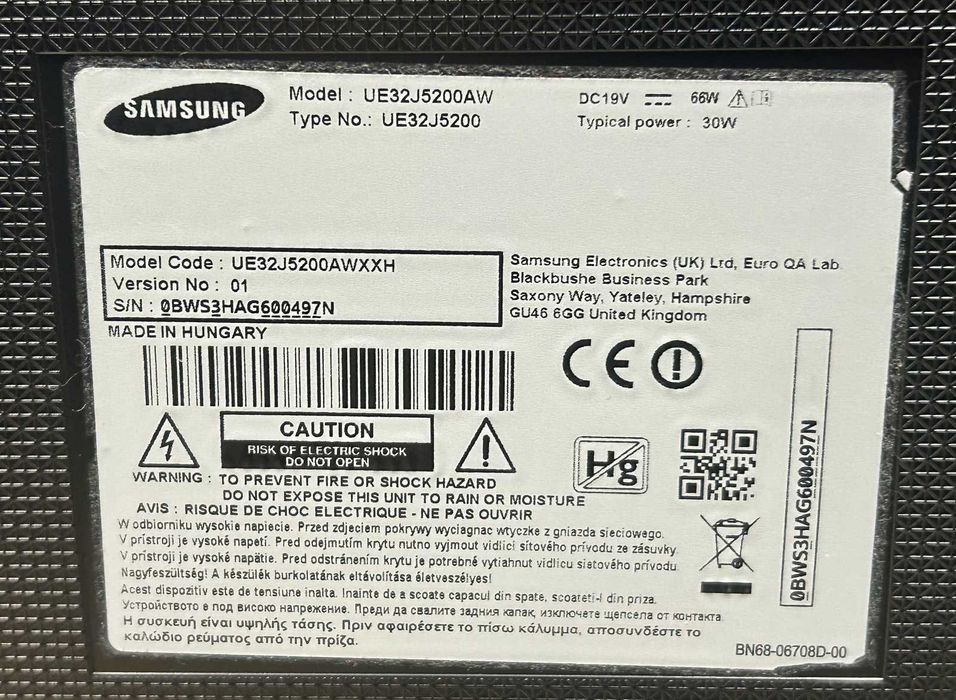 SAMSUNG
Model : UE32J5200AW
Type No.: UE32J5200
DC19V 66W
Typical power : 30W
Model Code : UE32J5200AWXXH
Version No : 01
S/N : 0BWS3HAG600497N
MADE IN HUNGARY
Samsung Electronics (UK) Ltd, Euro QA Lab
Blackbushe Business Park
Saxony Way, Yateley, Hampshire
GU46 6GG United Kingdom
CE
CAUTION
RISK OF ELECTRIC SHOCK
DO NOT OPEN
Hg
0BWS3HAG600497N
WARNING : TO PREVENT FIRE OR SHOCK HAZARD
DO NOT EXPOSE THIS UNIT TO RAIN OR MOISTURE
AVIS : RISQUE DE CHOC ELECTRIQUE - NE PAS OUVRIR
W odbiorniku wysokie napiecie. Przed zdjeciem pokrywy wyciagnac wtyczke z gniazda sieciowego.
V prístroji je vysoké napetí. Pred odejmutím krytu nutno vyjmout vidlici sítového prívodu ze zásuvky.
V prístroji je vysoké napätie. Pred odstránením krytu je potrebné vytiahnut vidlicu sietového prívodu.
Nagyfeszültség! A készülék burkolatának eltávolítása életveszélyes!
Acest dispozitiv este de tensiune inalta. Inainte de a scoate capacul din spate, scoateti-l din priza.
Устройството е под високо напрежение. Преди да свалите задния капак, изключете щепсела от контакта.
Η συσκευή είναι υψηλής τάσης. Πριν αφαιρέσετε το πίσω κάλυμμα, αποσυνδέστε το
καλώδιο ρεύματος από την πρίζα.
BN68-06708D-00